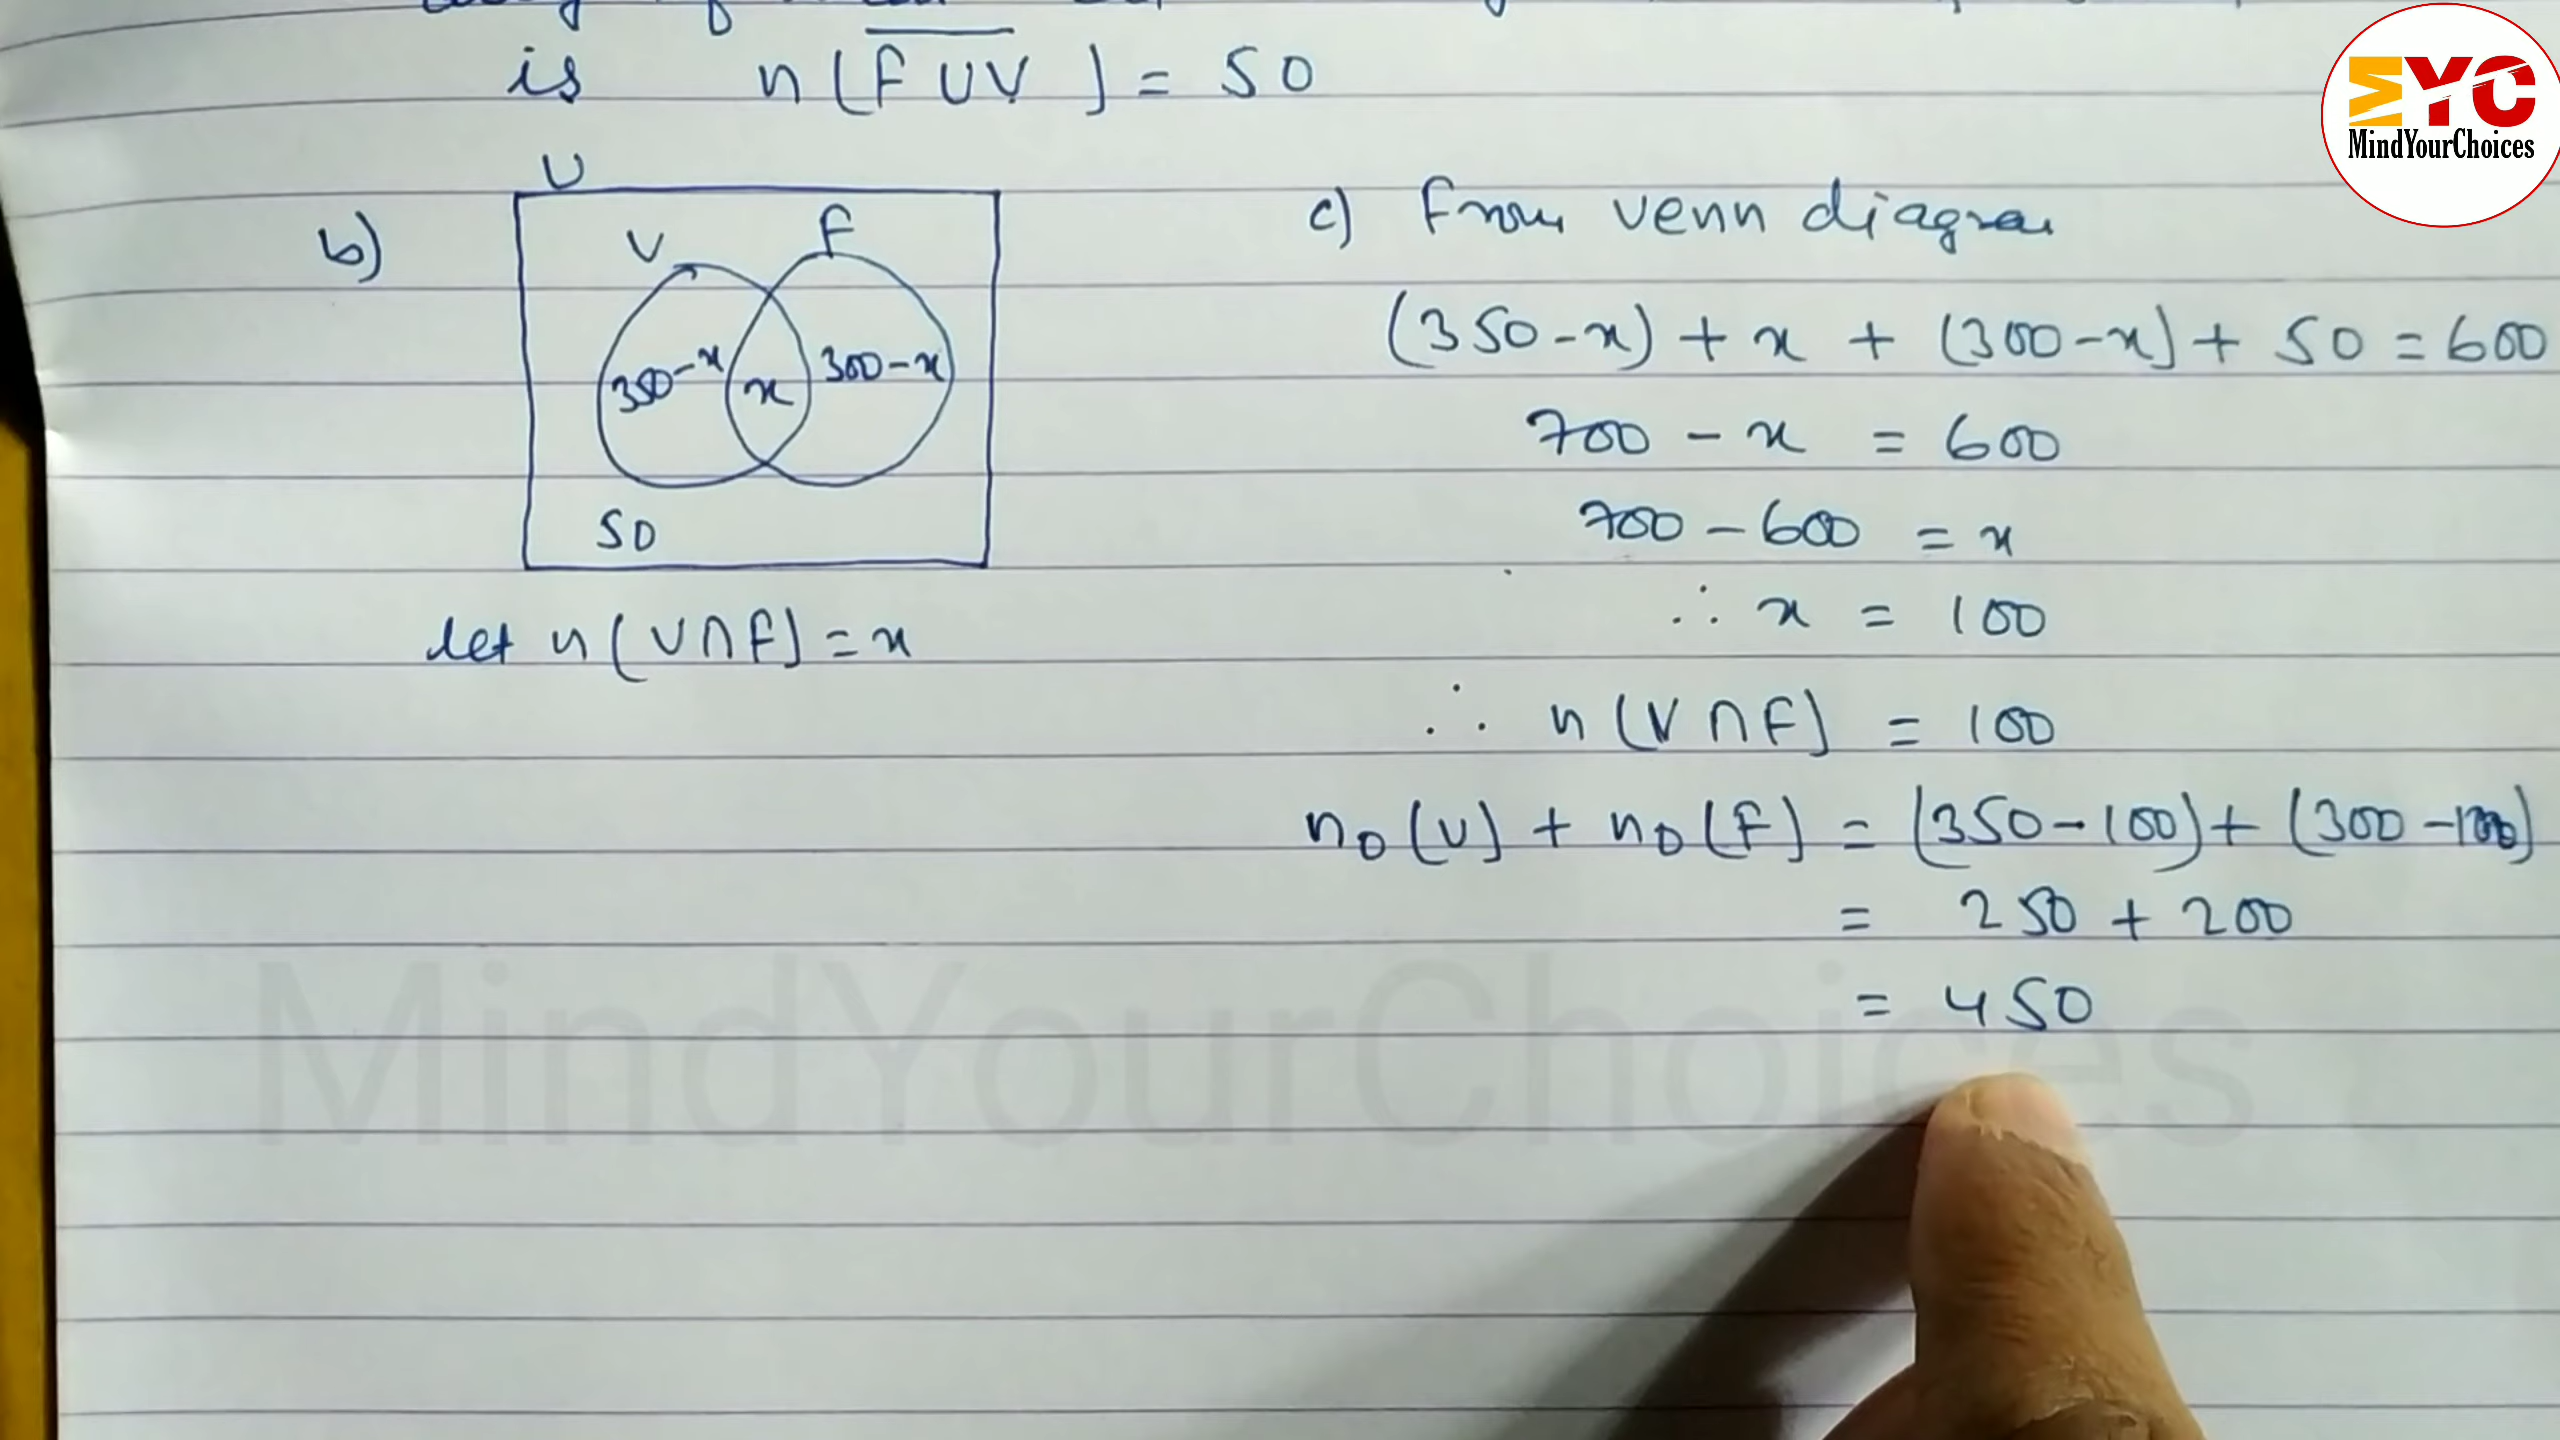 is n(F̅ ̅U̅ ̅V̅) = 50
MYC
MindYourChoices
b)
U
V F
350-x x 300-x
50
let n(V∩F) = x
c) From venn diagram
(350-x) + x + (300-x) + 50 = 600
700 - x = 600
700 - 600 = x
∴ x = 100
∴ n(V∩F) = 100
n₀(V) + n₀(F) = (350-100) + (300-100)
= 250 + 200
= 450
MindYourChoices